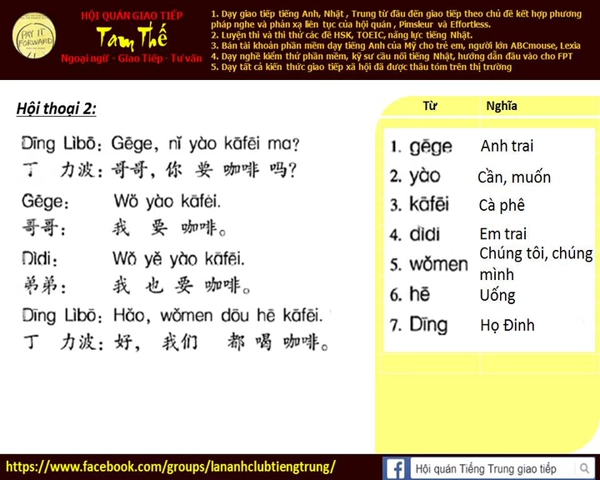 PAY IT
FORWARD
HỘI QUÁN GIAO TIẾP
Tam Thế
Ngoại ngữ - Giao Tiếp - Tư vấn
1. Dạy giao tiếp tiếng Anh, Nhật , Trung từ đầu đến giao tiếp theo chủ đề kết hợp phương
pháp nghe và phản xạ liên tục của hội quán , Pimsleur và Effortless.
2. Luyện thi và thi thử các đề HSK, TOEIC, năng lực tiếng Nhật.
3. Bán tài khoản phần mềm dạy tiếng Anh của Mỹ cho trẻ em, người lớn ABCmouse, Lexia
4. Dạy nghề kiểm thử phần mềm, kỹ sư cầu nối tiếng Nhật, hướng dẫn đầu vào cho FPT
5. Dạy tất cả kiến thức giao tiếp xã hội đã được thâu tóm trên thị trường
Hội thoại 2:
Dīng Lìbō: Gēge, nǐ yào kāfēi ma?
丁 力波: 哥哥, 你 要 咖啡 吗?
Gēge: Wǒ yào kāfēi.
哥哥: 我 要 咖啡。
Dìdi: Wǒ yě yào kāfēi.
弟弟: 我 也 要 咖啡。
Dīng Lìbō: Hǎo, wǒmen dōu hē kāfēi.
丁 力波: 好, 我们 都 喝 咖啡。
Từ Nghĩa
1. gēge Anh trai
2. yào Cần, muốn
3. kāfēi Cà phê
4. dìdi Em trai
5. wǒmen Chúng tôi, chúng
mình
6. hē Uống
7. Dīng Họ Đinh
https://www.facebook.com/groups/lananhclubtiengtrung/
f Hội quán Tiếng Trung giao tiếp